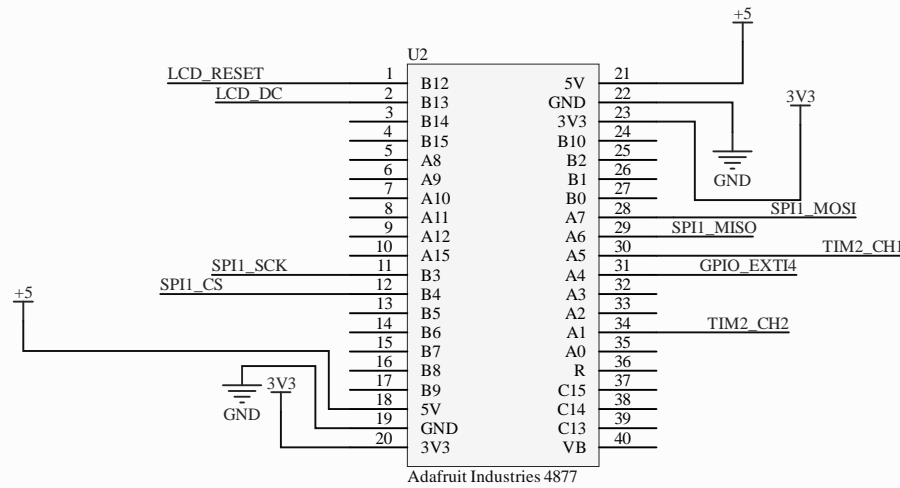 +5
U2
LCD_RESET 1 B12 5V 21
LCD_DC 2 B13 GND 22
3 B14 3V3 23 3V3
4 B15 B10 24
5 A8 B2 25
6 A9 B1 26 GND
7 A10 B0 27
8 A11 A7 28 SPI1_MOSI
9 A12 A6 29 SPI1_MISO
10 A15 A5 30 TIM2_CH1
SPI1_SCK 11 B3 A4 31 GPIO_EXTI4
SPI1_CS 12 B4 A3 32
+5
13 B5 A2 33
14 B6 A1 34 TIM2_CH2
15 B7 A0 35
16 B8 R 36
3V3 17 B9 C15 37
GND 18 5V C14 38
19 GND C13 39
20 3V3 VB 40
Adafruit Industries 4877